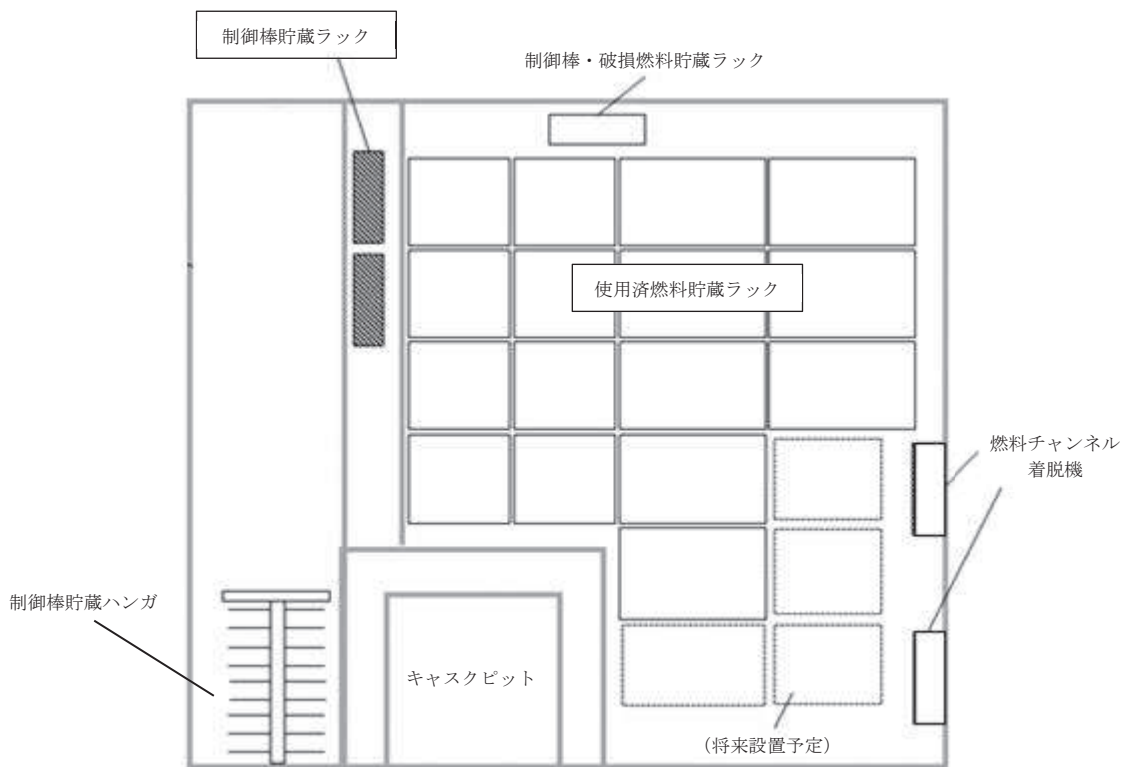 制御棒貯蔵ラック
制御棒・破損燃料貯蔵ラック
使用済燃料貯蔵ラック
燃料チャンネル
着脱機
制御棒貯蔵ハンガ
キャスクピット
（将来設置予定）